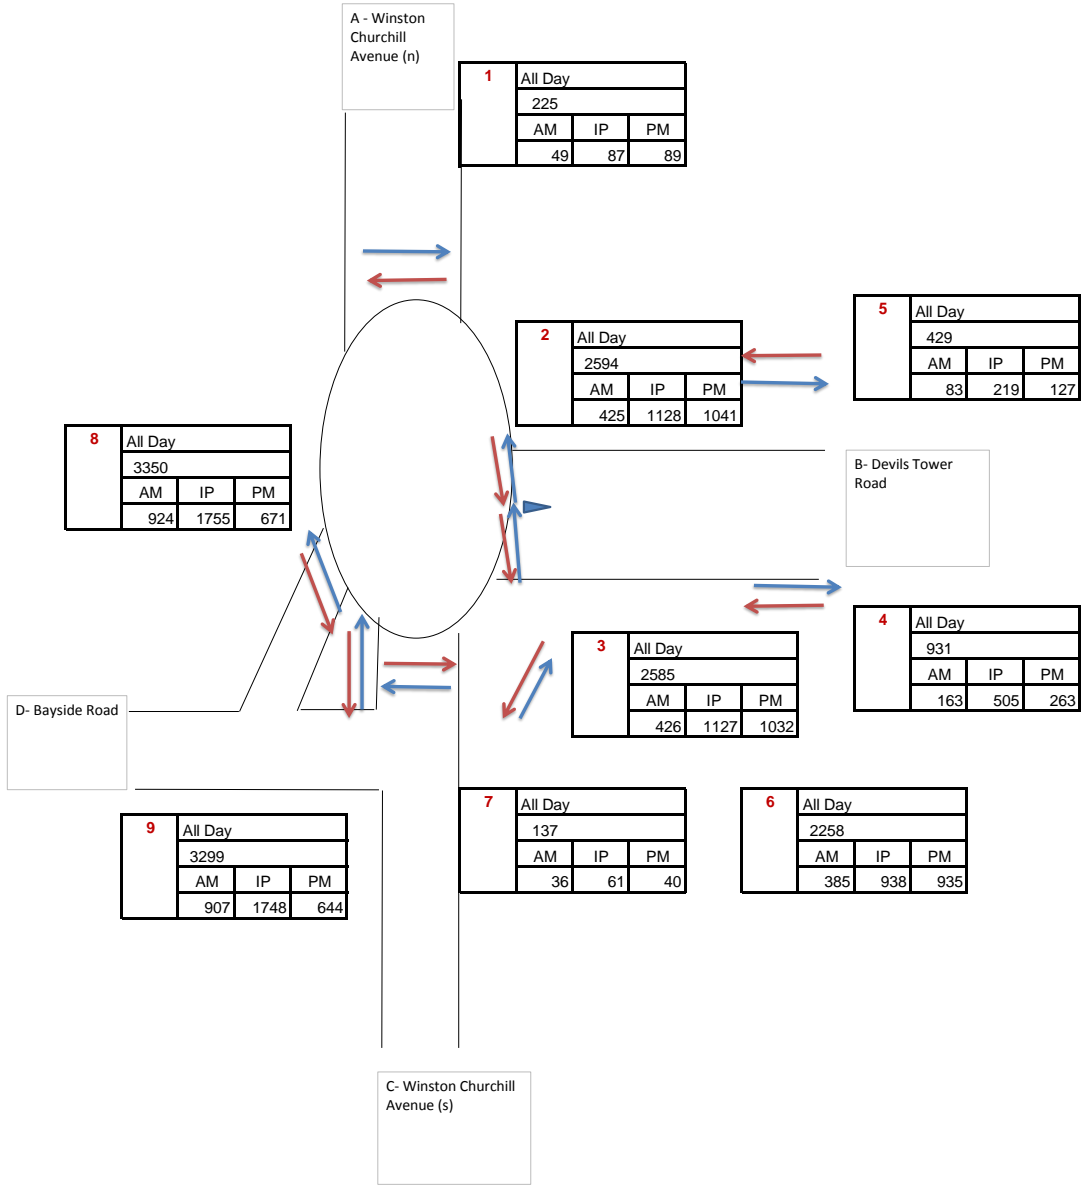 A - Winston
Churchill
Avenue (n)
1 All Day
225
AM IP PM
49 87 89
2 All Day
2594
AM IP PM
425 1128 1041
5 All Day
429
AM IP PM
83 219 127
8 All Day
3350
AM IP PM
924 1755 671
B- Devils Tower
Road
3 All Day
2585
AM IP PM
426 1127 1032
4 All Day
931
AM IP PM
163 505 263
D- Bayside Road
9 All Day
3299
AM IP PM
907 1748 644
7 All Day
137
AM IP PM
36 61 40
6 All Day
2258
AM IP PM
385 938 935
C- Winston Churchill
Avenue (s)